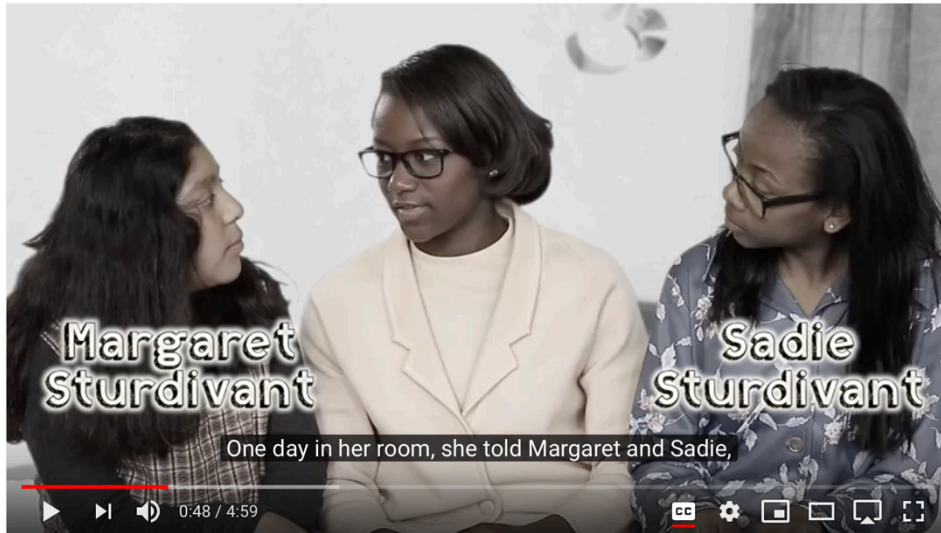 Margaret
Sturdivant
Sadie
Sturdivant
One day in her room, she told Margaret and Sadie,
0:48 / 4:59
CC